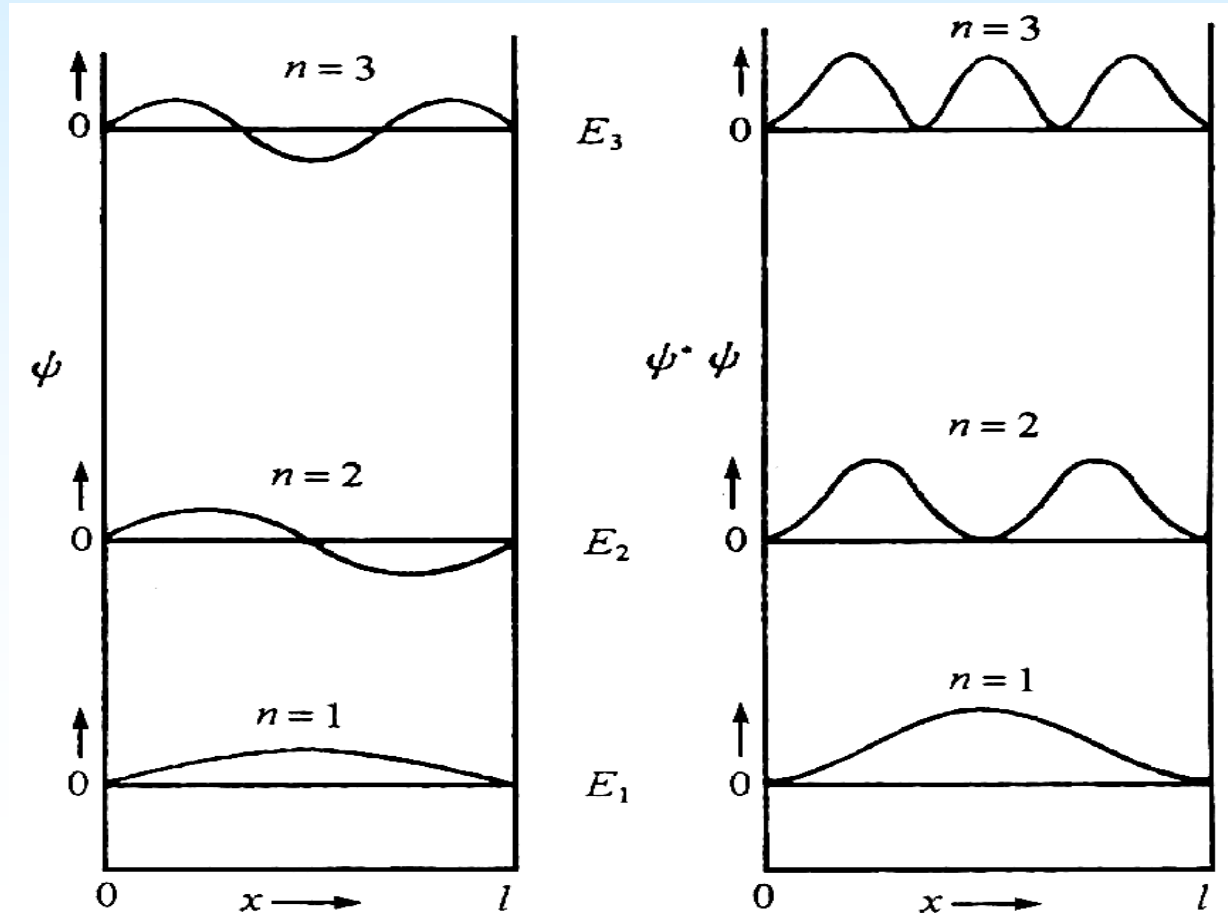 n = 3
0
E₃
n = 3
0
ψ
ψ* ψ
n = 2
0
E₂
n = 2
0
n = 1
0
E₁
n = 1
0
0 x l
0 x l